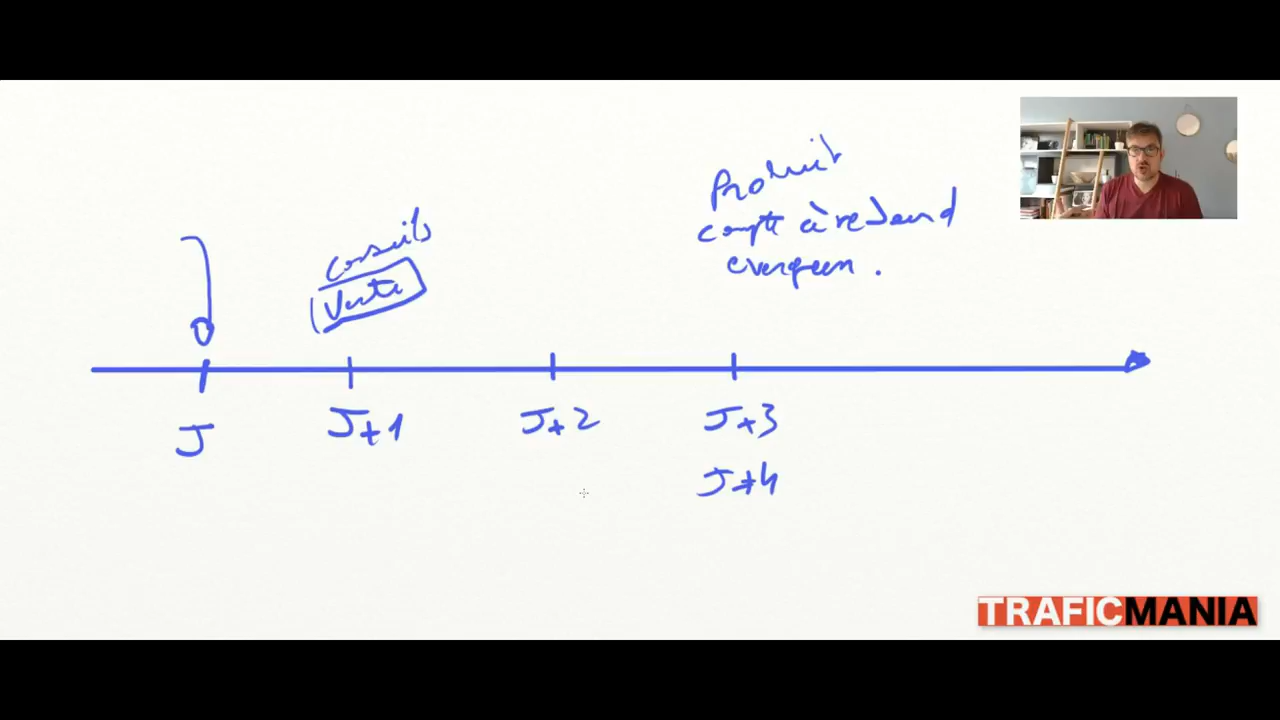 Produit
compte à rebours
evergreen.
conseils
Vente
J
J+1
J+2
J+3
J+4
TRAFICMANIA